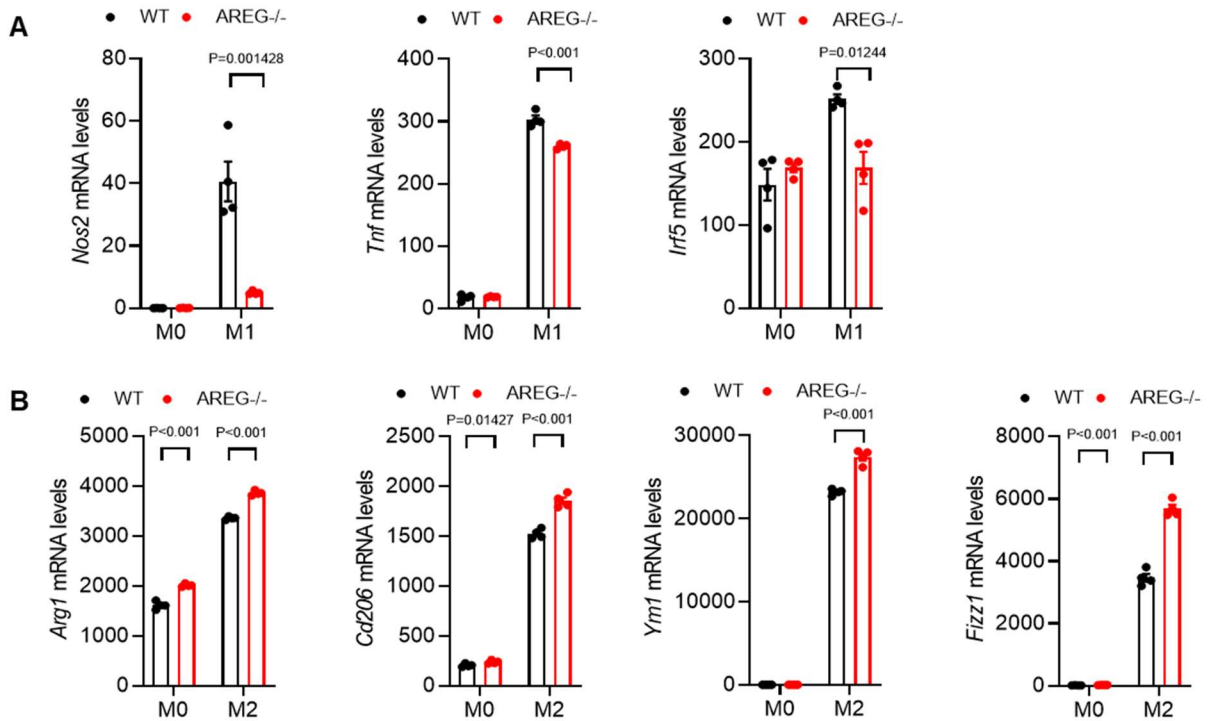 A
WT AREG-/-
P=0.001428
Nos2 mRNA levels
80
60
40
20
0
M0 M1
WT AREG-/-
P<0.001
Tnf mRNA levels
400
300
200
100
0
M0 M1
WT AREG-/-
P=0.01244
Irf5 mRNA levels
300
200
100
0
M0 M1
B
WT AREG-/-
P<0.001 P<0.001
Arg1 mRNA levels
5000
4000
3000
2000
1000
0
M0 M2
WT AREG-/-
P=0.01427 P<0.001
Cd206 mRNA levels
2500
2000
1500
1000
500
0
M0 M2
WT AREG-/-
P<0.001
Ym1 mRNA levels
30000
20000
10000
0
M0 M2
WT AREG-/-
P<0.001 P<0.001
Fizz1 mRNA levels
8000
6000
4000
2000
0
M0 M2